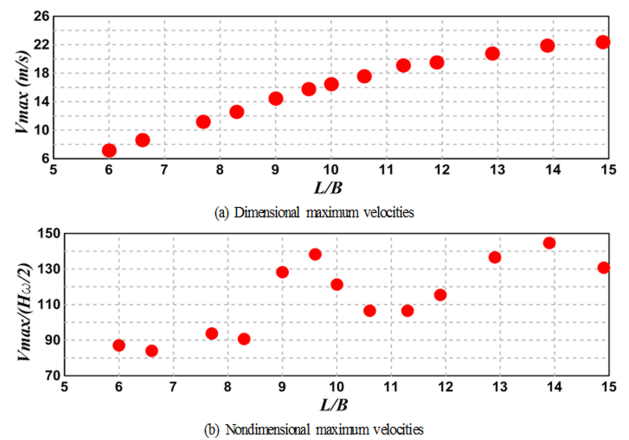 26
22
18
14
10
6
Vmax (m/s)
5 6 7 8 9 10 11 12 13 14 15
L/B
(a) Dimensional maximum velocities
150
130
110
90
70
Vmax/(Hω/2)
5 6 7 8 9 10 11 12 13 14 15
L/B
(b) Nondimensional maximum velocities